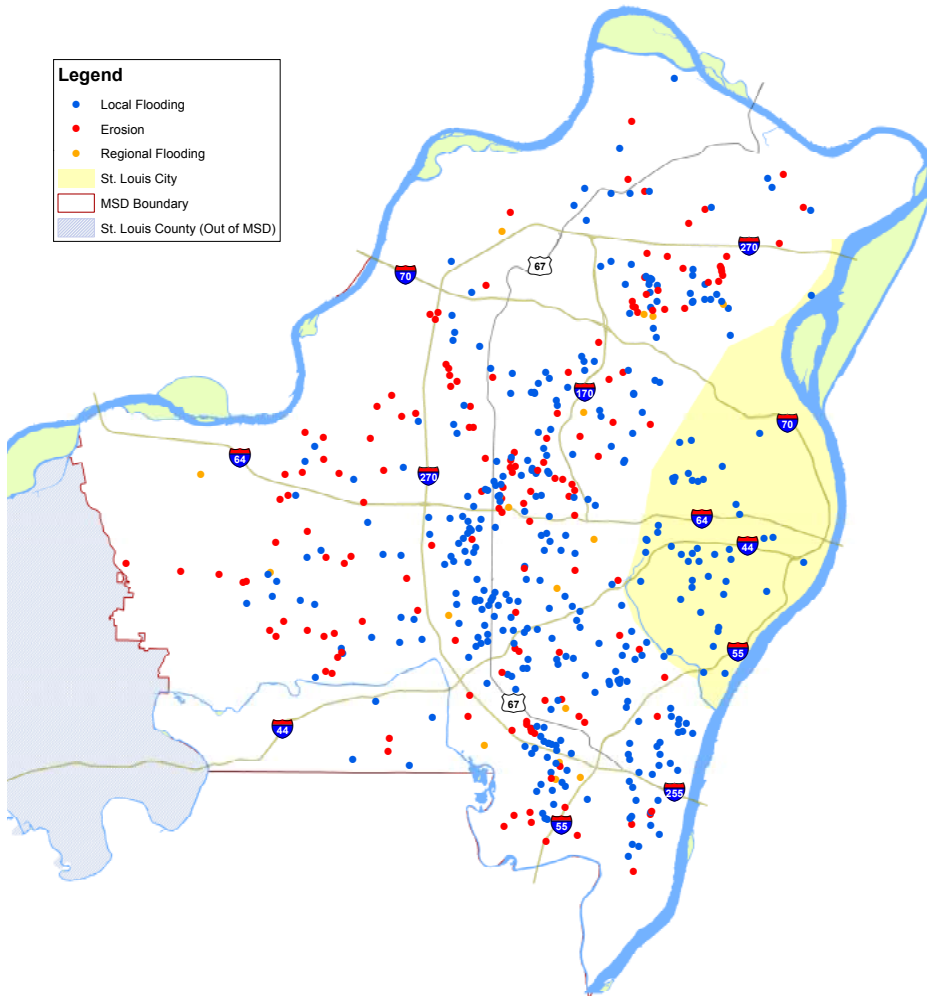 Legend
Local Flooding
Erosion
Regional Flooding
St. Louis City
MSD Boundary
St. Louis County (Out of MSD)
270
67
70
170
70
64
270
64
44
55
67
44
255
55